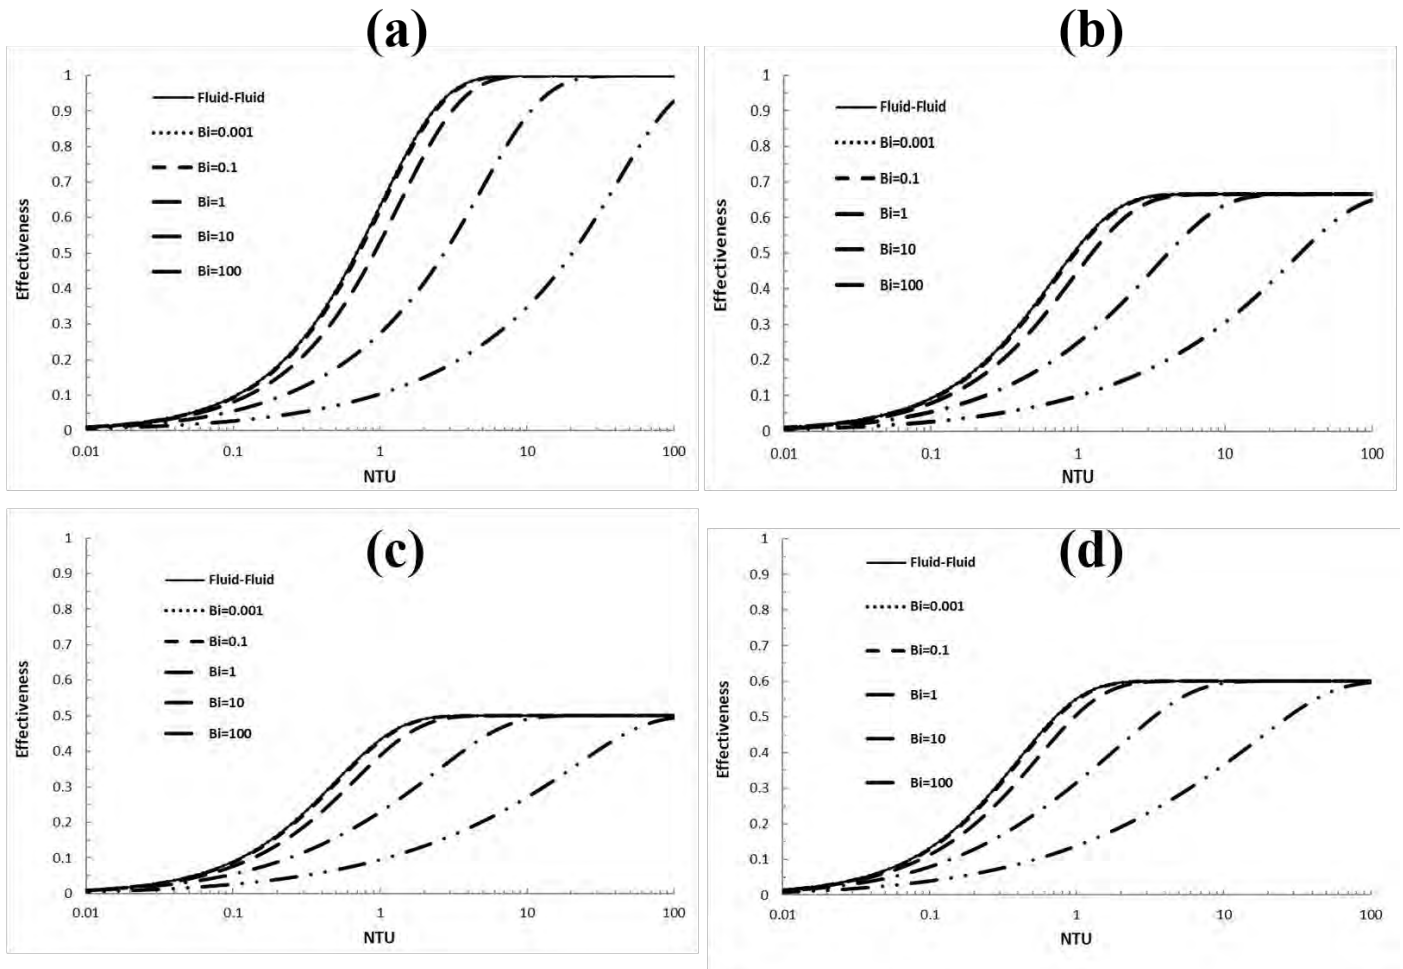 (a)
1
0.9
0.8
0.7
0.6
0.5
0.4
0.3
0.2
0.1
0
Effectiveness
Fluid-Fluid
Bi=0.001
Bi=0.1
Bi=1
Bi=10
Bi=100
0.01 0.1 1 10 100
NTU
(b)
1
0.9
0.8
0.7
0.6
0.5
0.4
0.3
0.2
0.1
0
Effectiveness
Fluid-Fluid
Bi=0.001
Bi=0.1
Bi=1
Bi=10
Bi=100
0.01 0.1 1 10 100
NTU
(c)
1
0.9
0.8
0.7
0.6
0.5
0.4
0.3
0.2
0.1
0
Effectiveness
Fluid-Fluid
Bi=0.001
Bi=0.1
Bi=1
Bi=10
Bi=100
0.01 0.1 1 10 100
NTU
(d)
1
0.9
0.8
0.7
0.6
0.5
0.4
0.3
0.2
0.1
0
Effectiveness
Fluid-Fluid
Bi=0.001
Bi=0.1
Bi=1
Bi=10
Bi=100
0.01 0.1 1 10 100
NTU